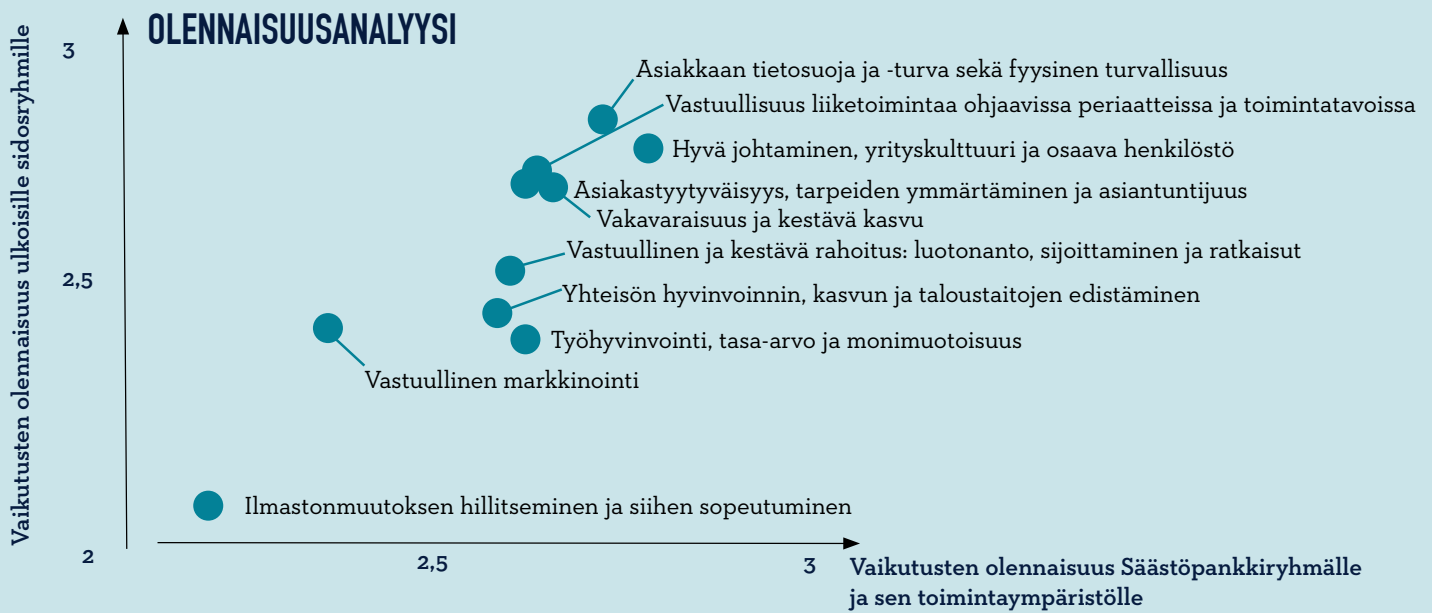 OLENNAISUUSANALYYSI
Vaikutusten olennaisuus ulkoisille sidosryhmille
3
2,5
2
Asiakkaan tietosuoja ja -turva sekä fyysinen turvallisuus
Vastuullisuus liiketoimintaa ohjaavissa periaatteissa ja toimintatavoissa
Hyvä johtaminen, yrityskulttuuri ja osaava henkilöstö
Asiakastyytyväisyys, tarpeiden ymmärtäminen ja asiantuntijuus
Vakavaraisuus ja kestävä kasvu
Vastuullinen ja kestävä rahoitus: luotonanto, sijoittaminen ja ratkaisut
Yhteisön hyvinvoinnin, kasvun ja taloustaitojen edistäminen
Työhyvinvointi, tasa-arvo ja monimuotoisuus
Vastuullinen markkinointi
Ilmastonmuutoksen hillitseminen ja siihen sopeutuminen
2,5
3
Vaikutusten olennaisuus Säästöpankkiryhmälle
ja sen toimintaympäristölle